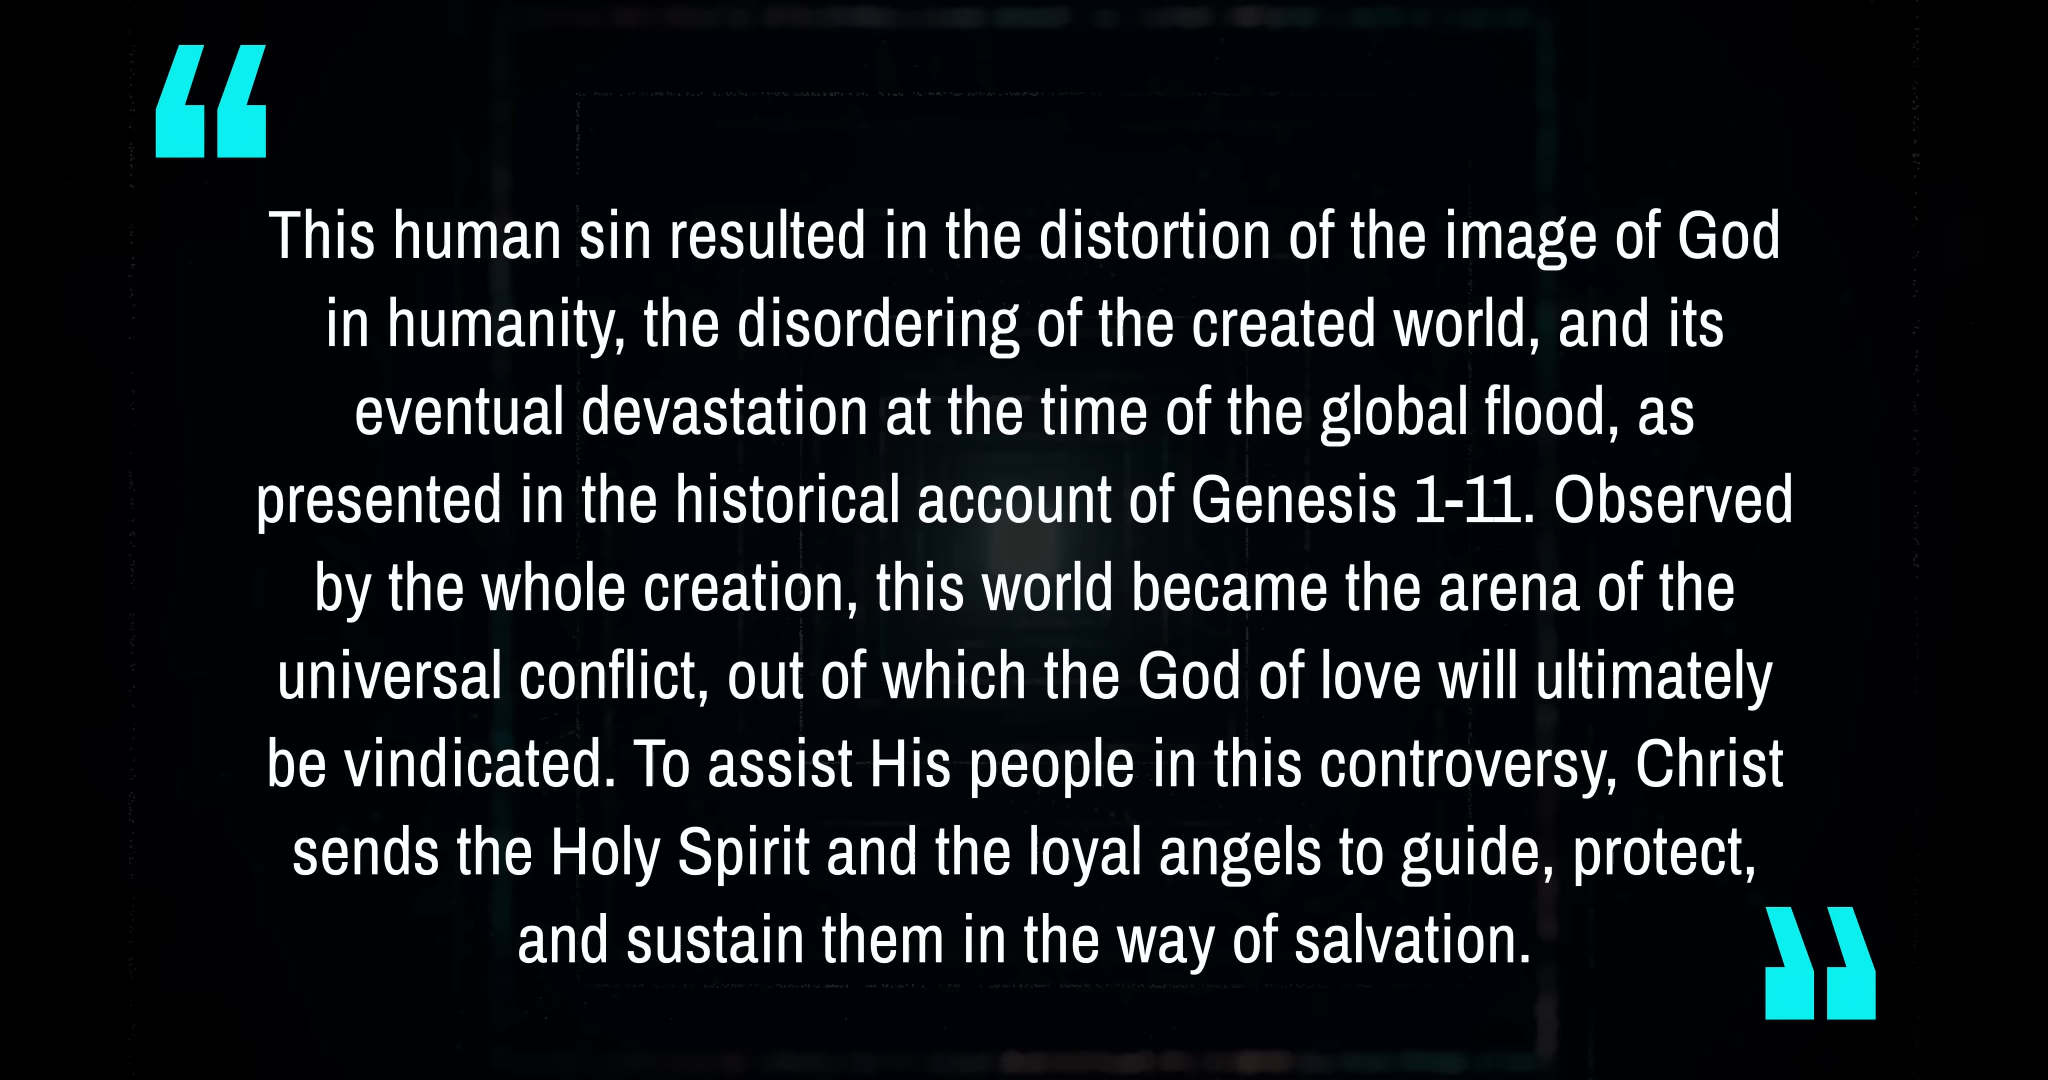 “
This human sin resulted in the distortion of the image of God
in humanity, the disordering of the created world, and its
eventual devastation at the time of the global flood, as
presented in the historical account of Genesis 1-11. Observed
by the whole creation, this world became the arena of the
universal conflict, out of which the God of love will ultimately
be vindicated. To assist His people in this controversy, Christ
sends the Holy Spirit and the loyal angels to guide, protect,
and sustain them in the way of salvation.
”